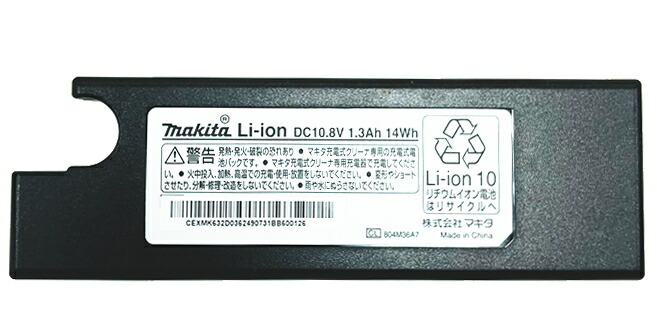 makita® Li-ion DC10.8V 1.3Ah 14Wh
⚠警告 発熱・発火・破裂の恐れあり ● マキタ充電式クリーナ専用の充電式電
池パックです。 ● マキタ充電式クリーナ専用充電器で充電してください。
● 火中投入、加熱、高温での充電・使用・放置をしないでください。 ● 変形やショート
させたり、分解・修理・改造をしないでください。 ● 雨や水にぬらさないでください。
CEXMK632D0362490731BB600126
Li-ion 10
リチウムイオン電池
はリサイクルへ
株式会社マキタ
CL 804M36A7 Made in China